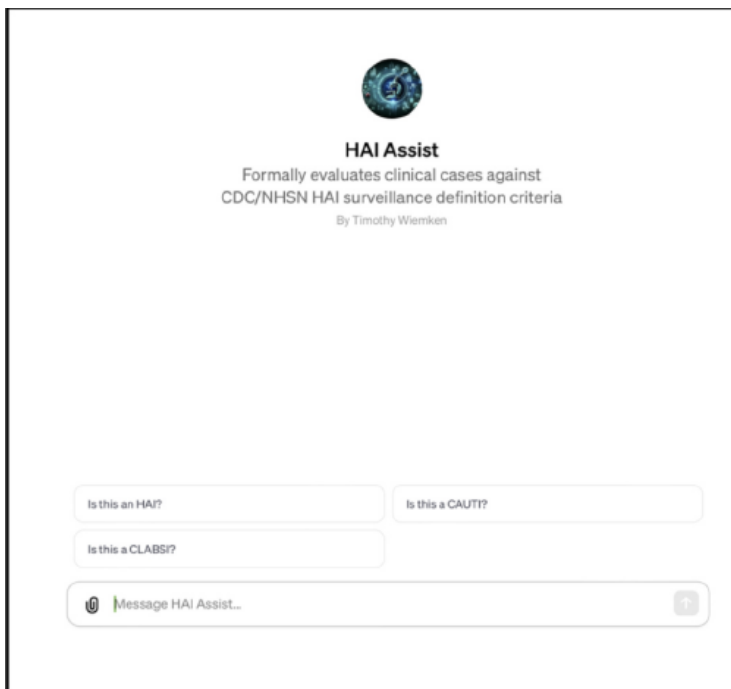 HAI Assist
Formally evaluates clinical cases against
CDC/NHSN HAI surveillance definition criteria
By Timothy Wiemken
Is this an HAI?
Is this a CAUTI?
Is this a CLABSI?
Message HAI Assist...